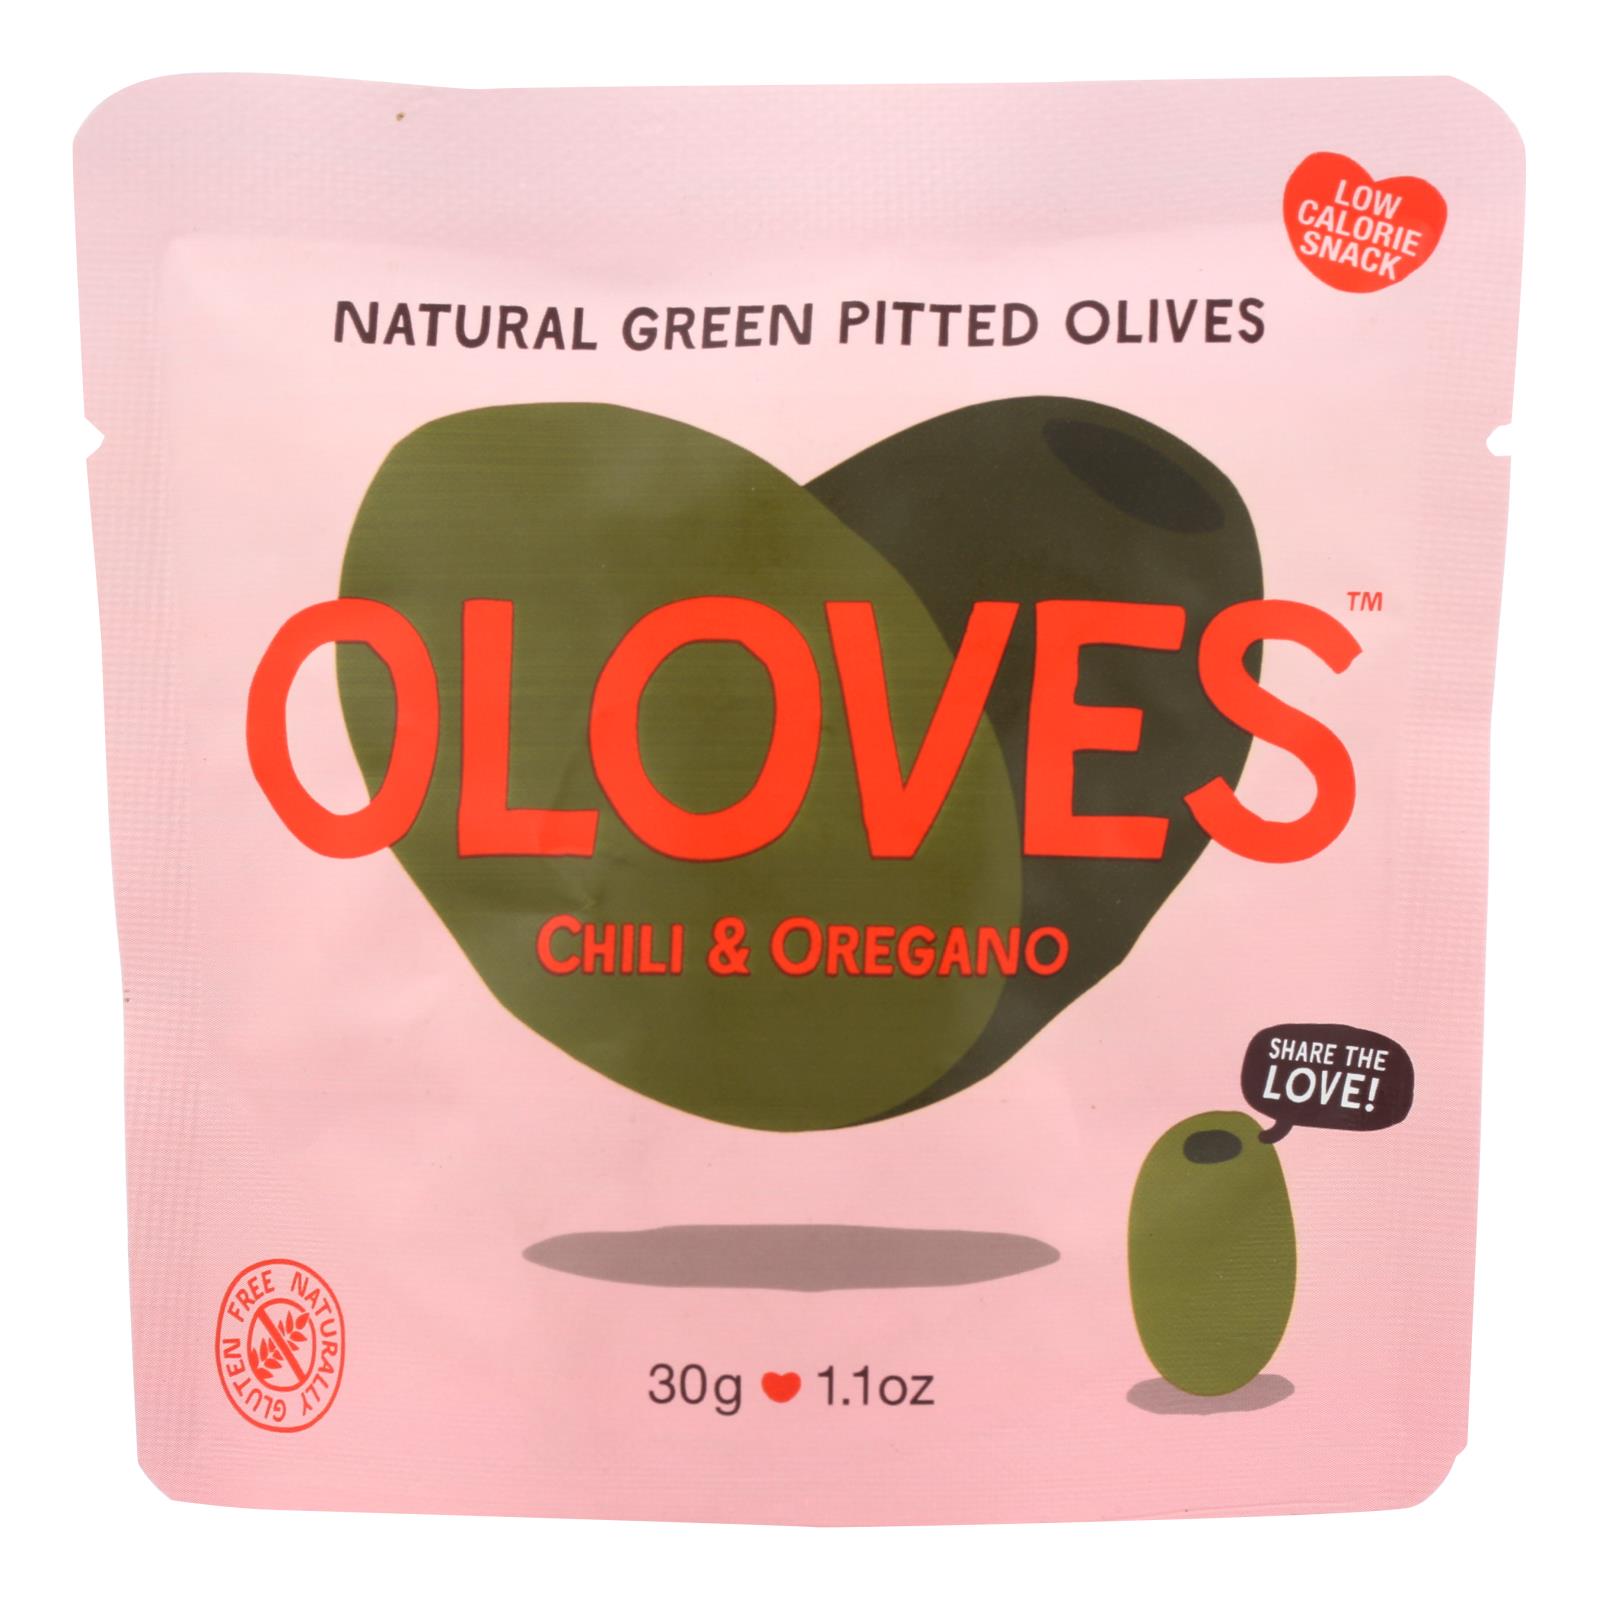 LOW
CALORIE
SNACK
NATURAL GREEN PITTED OLIVES
OLOVES™
CHILI & OREGANO
SHARE THE
LOVE!
NATURALLY GLUTEN FREE
30g 1.1oz